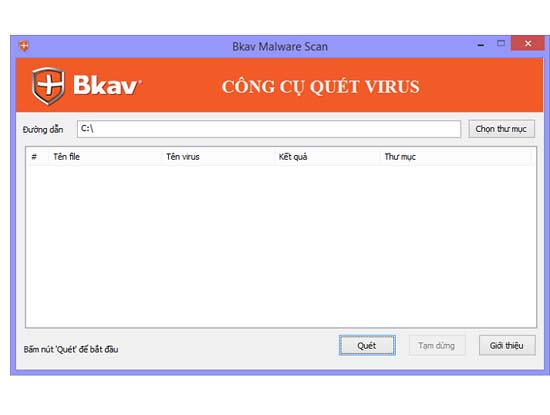 Bkav Malware Scan
Bkav®
CÔNG CỤ QUÉT VIRUS
Đường dẫn C:\ Chọn thư mục
# Tên file Tên virus Kết quả Thư mục
Bấm nút 'Quét' để bắt đầu Quét Tạm dừng Giới thiệu